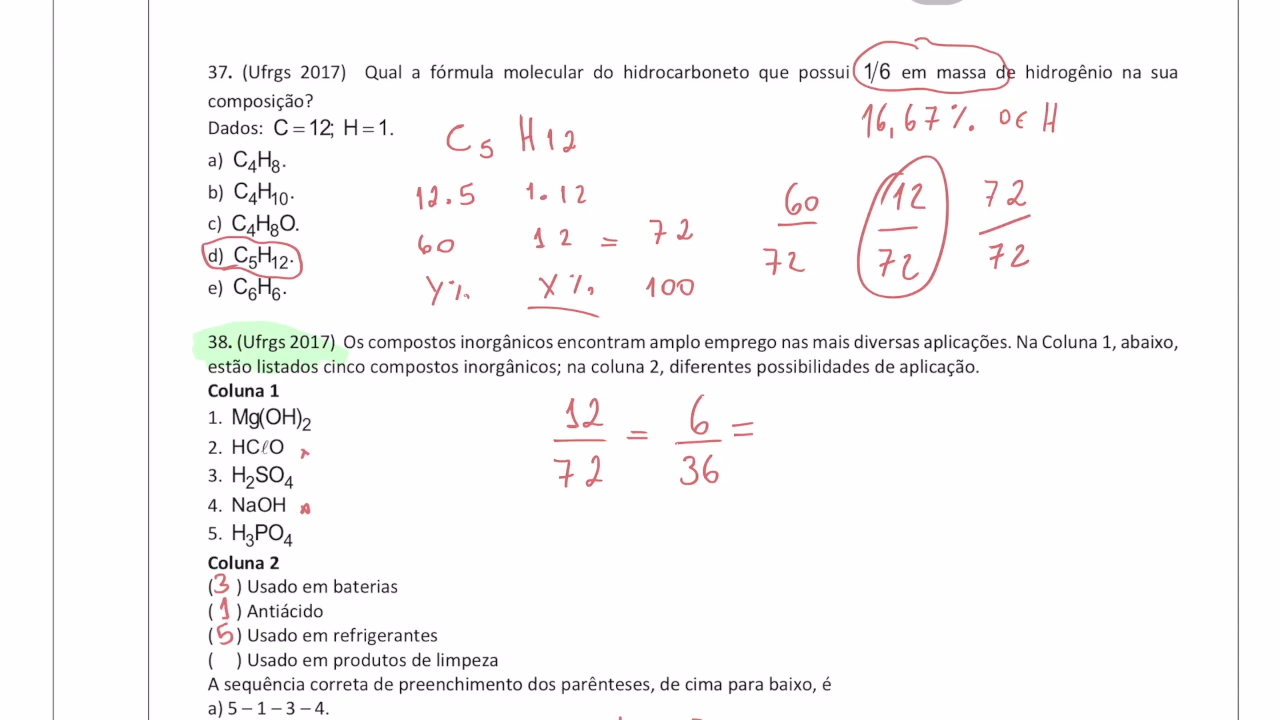 37. (Ufrgs 2017) Qual a fórmula molecular do hidrocarboneto que possui 1/6 em massa de hidrogênio na sua
composição?
16,67%. DE H
Dados: C = 12; H = 1.
C5 H12
a) C4H8.
b) C4H10.
12.5 1.12
60/72 12/72 72/72
c) C4H8O.
60 12 = 72
d) C5H12.
e) C6H6.
Y% X% 100
38. (Ufrgs 2017) Os compostos inorgânicos encontram amplo emprego nas mais diversas aplicações. Na Coluna 1, abaixo,
estão listados cinco compostos inorgânicos; na coluna 2, diferentes possibilidades de aplicação.
Coluna 1
1. Mg(OH)2
12/72 = 6/36 =
2. HCℓO
3. H2SO4
4. NaOH
5. H3PO4
Coluna 2
(3) Usado em baterias
(1) Antiácido
(5) Usado em refrigerantes
( ) Usado em produtos de limpeza
A sequência correta de preenchimento dos parênteses, de cima para baixo, é
a) 5 – 1 – 3 – 4.